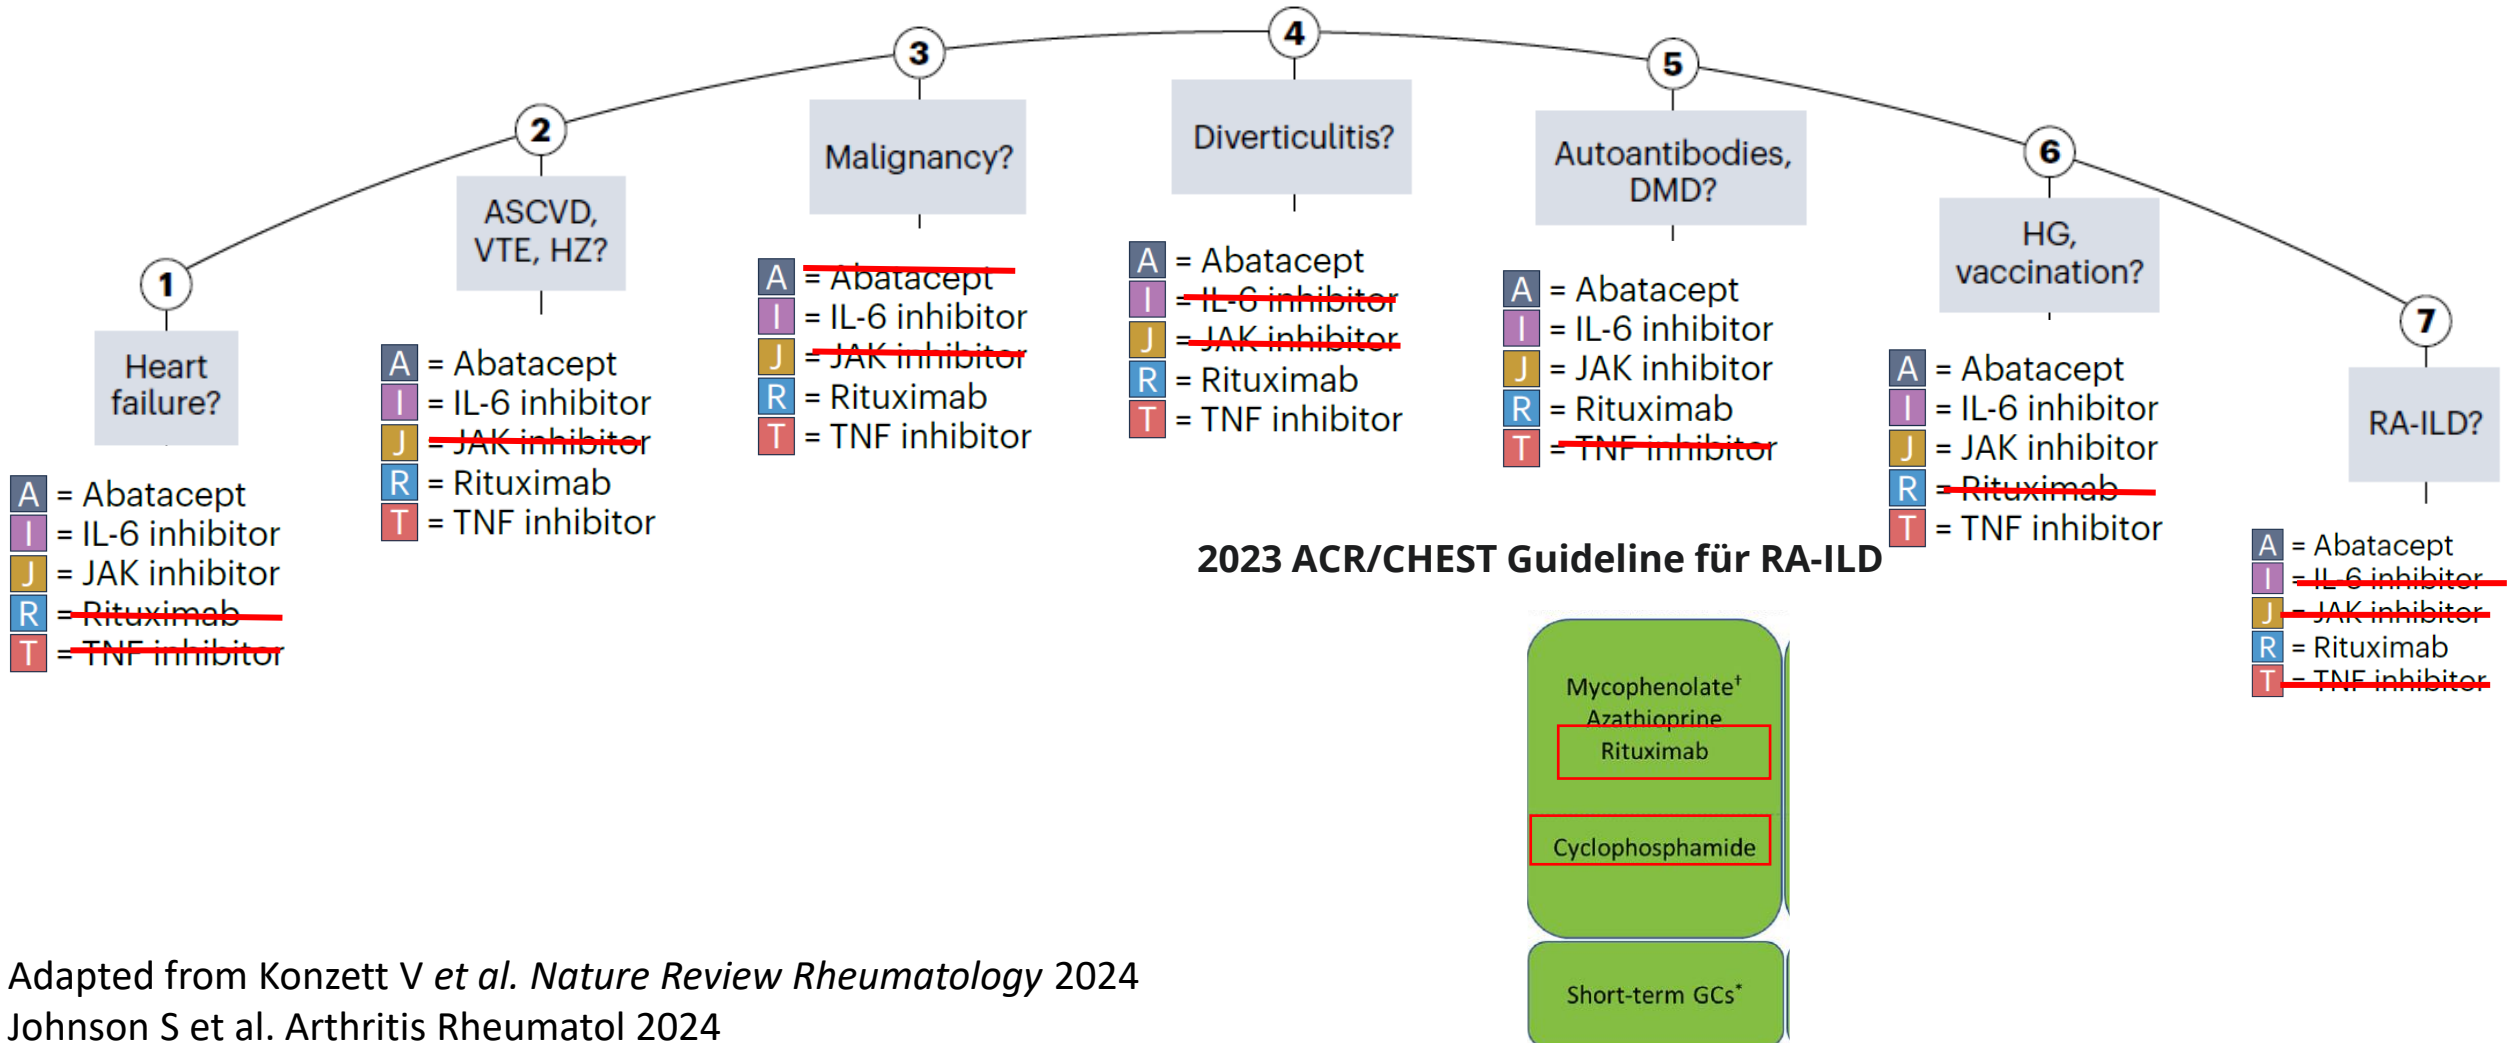 1
Heart
failure?
A = Abatacept
I = IL-6 inhibitor
J = JAK inhibitor
R = Rituximab
T = TNF inhibitor
2
ASCVD,
VTE, HZ?
A = Abatacept
I = IL-6 inhibitor
J = JAK inhibitor
R = Rituximab
T = TNF inhibitor
3
Malignancy?
A = Abatacept
I = IL-6 inhibitor
J = JAK inhibitor
R = Rituximab
T = TNF inhibitor
4
Diverticulitis?
A = Abatacept
I = IL-6 inhibitor
J = JAK inhibitor
R = Rituximab
T = TNF inhibitor
5
Autoantibodies,
DMD?
A = Abatacept
I = IL-6 inhibitor
J = JAK inhibitor
R = Rituximab
T = TNF inhibitor
6
HG,
vaccination?
A = Abatacept
I = IL-6 inhibitor
J = JAK inhibitor
R = Rituximab
T = TNF inhibitor
7
RA-ILD?
A = Abatacept
I = IL-6 inhibitor
J = JAK inhibitor
R = Rituximab
T = TNF inhibitor
2023 ACR/CHEST Guideline für RA-ILD
Mycophenolate†
Azathioprine
Rituximab
Cyclophosphamide
Short-term GCs*
Adapted from Konzett V et al. Nature Review Rheumatology 2024
Johnson S et al. Arthritis Rheumatol 2024